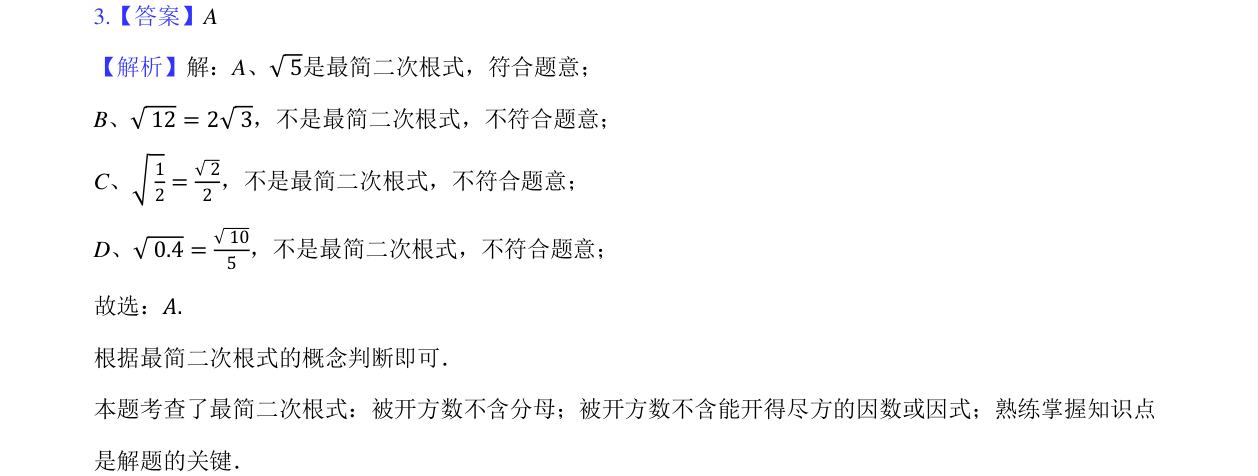 3.【答案】A
【解析】解：A、√5是最简二次根式，符合题意；
B、√12 = 2√3，不是最简二次根式，不符合题意；
C、√(1/2) = √2/2，不是最简二次根式，不符合题意；
D、√0.4 = √10/5，不是最简二次根式，不符合题意；
故选：A.
根据最简二次根式的概念判断即可．
本题考查了最简二次根式：被开方数不含分母；被开方数不含能开得尽方的因数或因式；熟练掌握知识点
是解题的关键．